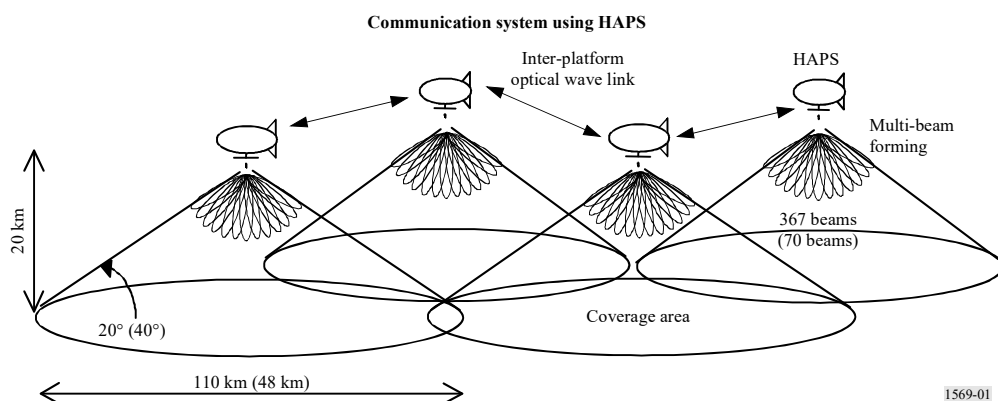 Communication system using HAPS
Inter-platform
optical wave link
HAPS
Multi-beam
forming
20 km
367 beams
(70 beams)
20° (40°)
Coverage area
110 km (48 km)
1569-01